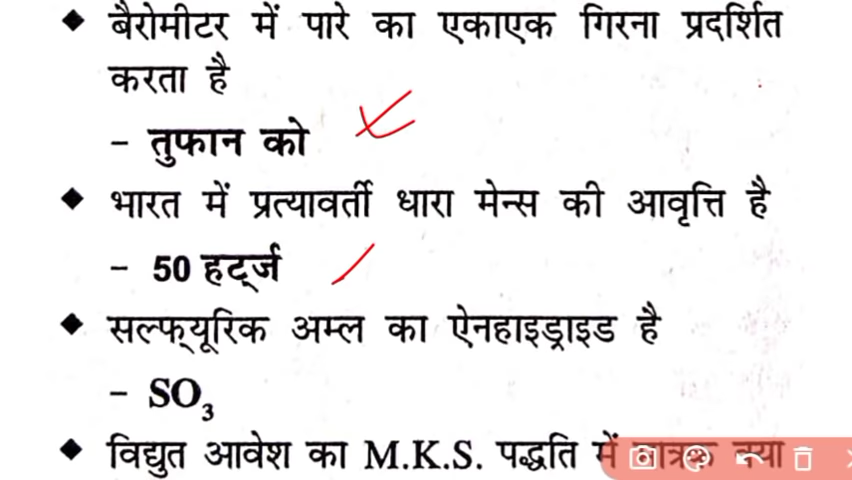 ◆ बैरोमीटर में पारे का एकाएक गिरना प्रदर्शित
करता है
– तुफान को
◆ भारत में प्रत्यावर्ती धारा मेन्स की आवृत्ति है
– 50 हर्ट्ज
◆ सल्फ्यूरिक अम्ल का ऐनहाइड्राइड है
– SO₃
◆ विद्युत आवेश का M.K.S. पद्धति में